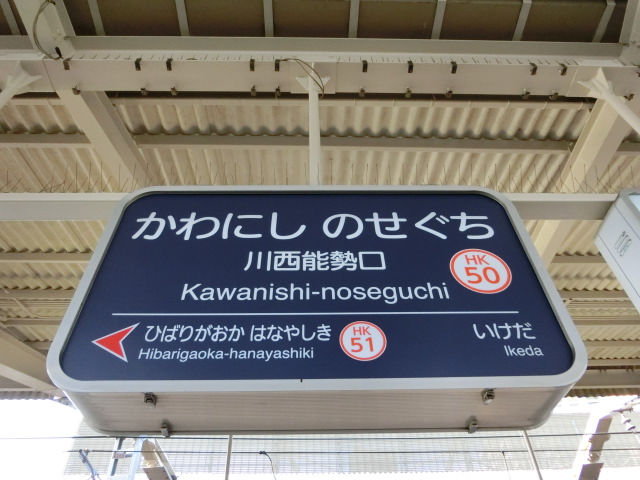 かわにし のせぐち
川西能勢口
HK 50
Kawanishi-noseguchi
ひばりがおか はなやしき
Hibarigaoka-hanayashiki
HK 51
いけだ
Ikeda